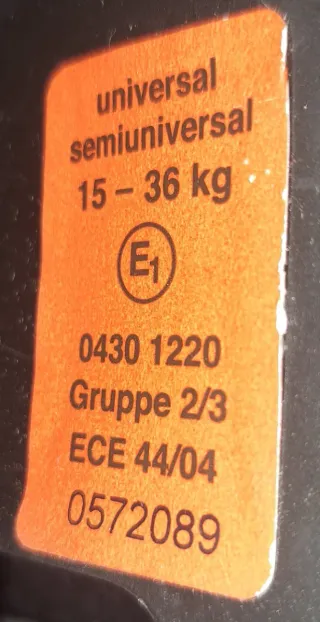 universal
semiuniversal
15 – 36 kg
E1
0430 1220
Gruppe 2/3
ECE 44/04
0572089